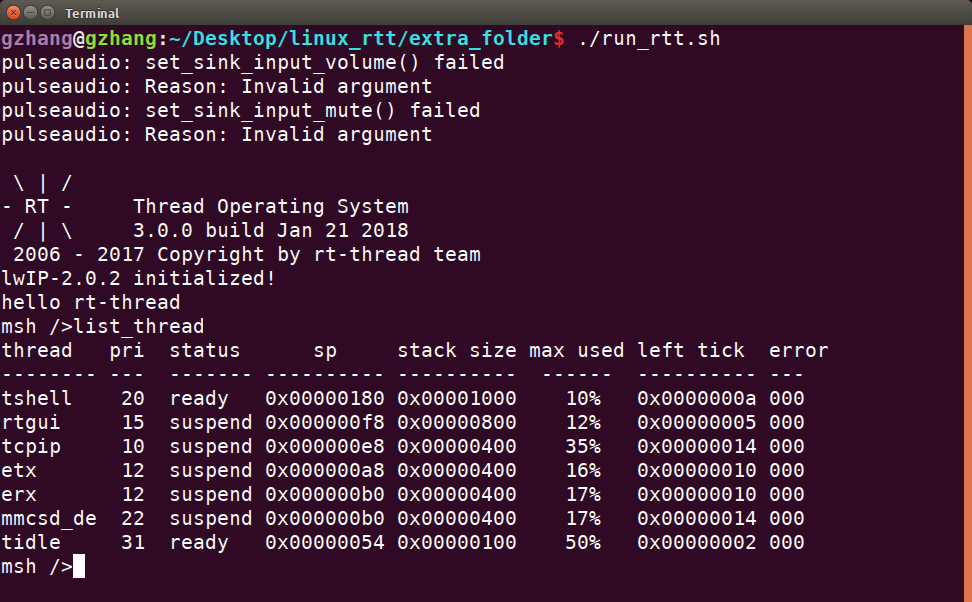 Terminal
gzhang@gzhang:~/Desktop/linux_rtt/extra_folder$ ./run_rtt.sh
pulseaudio: set_sink_input_volume() failed
pulseaudio: Reason: Invalid argument
pulseaudio: set_sink_input_mute() failed
pulseaudio: Reason: Invalid argument

 \ | /
- RT -     Thread Operating System
 / | \     3.0.0 build Jan 21 2018
 2006 - 2017 Copyright by rt-thread team
lwIP-2.0.2 initialized!
hello rt-thread
msh />list_thread
thread   pri  status      sp     stack size max used left tick  error
-------- ---  ------- ---------- ----------  ------  ---------- ---
tshell    20  ready   0x00000180 0x00001000    10%   0x0000000a 000
rtgui     15  suspend 0x000000f8 0x00000800    12%   0x00000005 000
tcpip     10  suspend 0x000000e8 0x00000400    35%   0x00000014 000
etx       12  suspend 0x000000a8 0x00000400    16%   0x00000010 000
erx       12  suspend 0x000000b0 0x00000400    17%   0x00000010 000
mmcsd_de  22  suspend 0x000000b0 0x00000400    17%   0x00000014 000
tidle     31  ready   0x00000054 0x00000100    50%   0x00000002 000
msh />